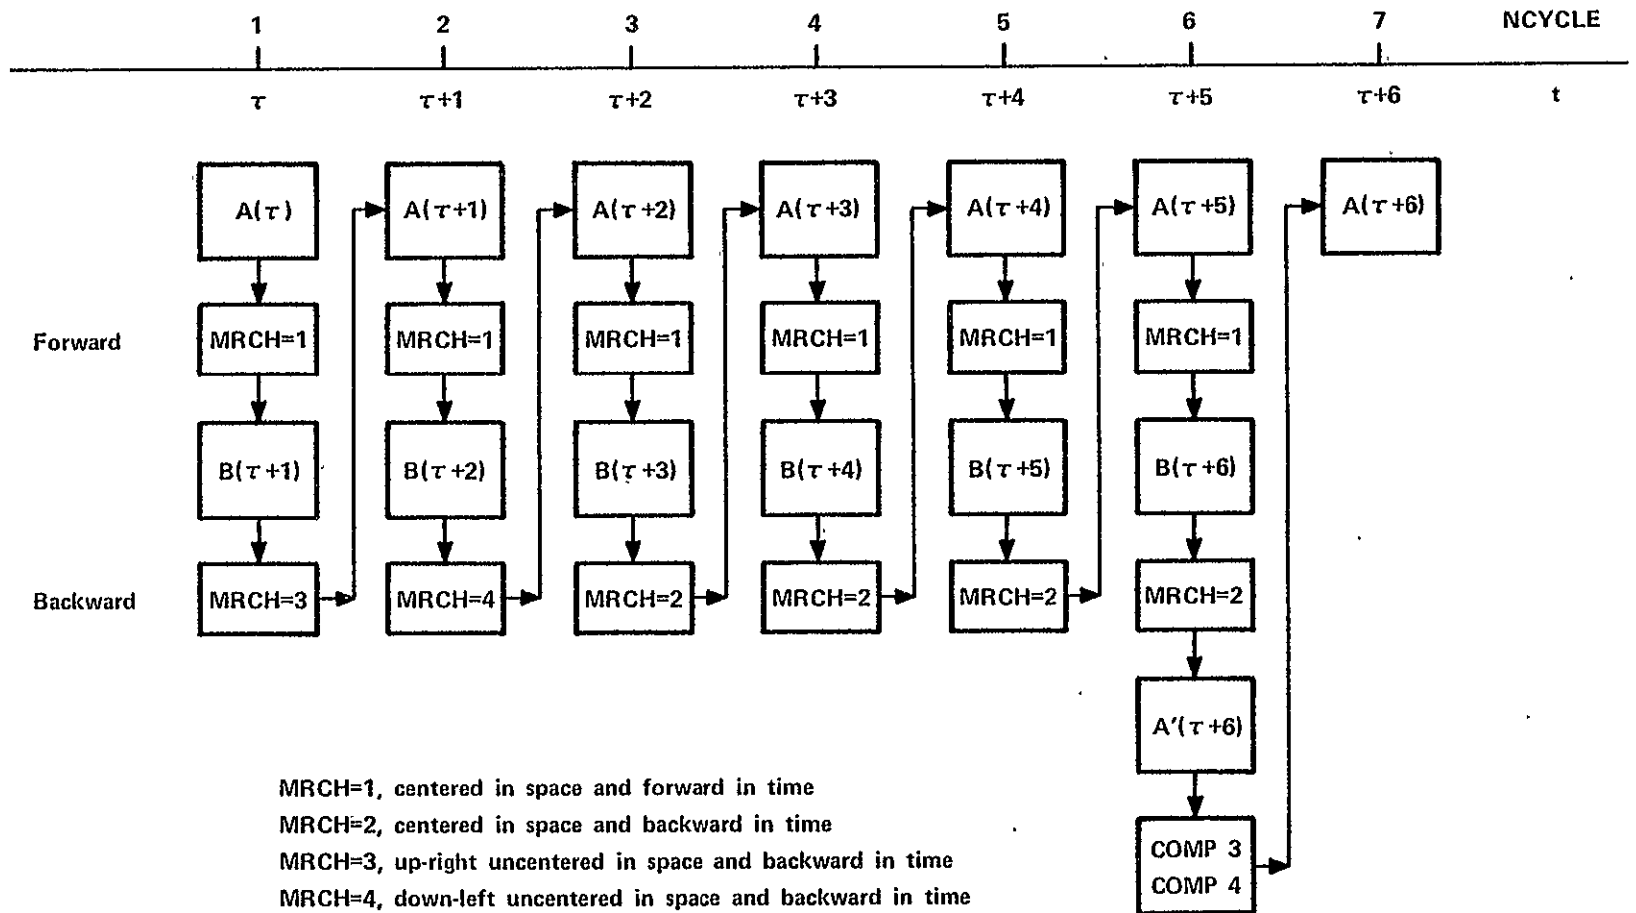 1 2 3 4 5 6 7 NCYCLE
τ τ+1 τ+2 τ+3 τ+4 τ+5 τ+6 t
A(τ) A(τ+1) A(τ+2) A(τ+3) A(τ+4) A(τ+5) A(τ+6)
Forward MRCH=1 MRCH=1 MRCH=1 MRCH=1 MRCH=1 MRCH=1
B(τ+1) B(τ+2) B(τ+3) B(τ+4) B(τ+5) B(τ+6)
Backward MRCH=3 MRCH=4 MRCH=2 MRCH=2 MRCH=2 MRCH=2
A′(τ+6)
MRCH=1, centered in space and forward in time
MRCH=2, centered in space and backward in time
MRCH=3, up-right uncentered in space and backward in time
MRCH=4, down-left uncentered in space and backward in time
COMP 3
COMP 4